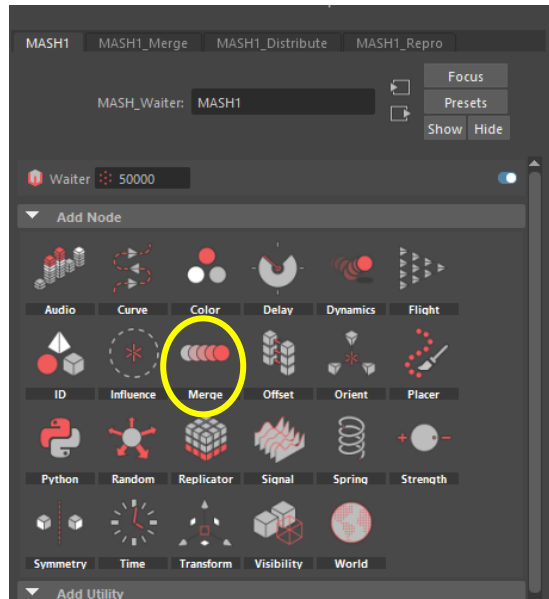 MASH1 MASH1_Merge MASH1_Distribute MASH1_Repro
Focus
MASH_Waiter: MASH1
Presets
Show Hide
Waiter 50000
Add Node
Audio Curve Color Delay Dynamics Flight
ID Influence Merge Offset Orient Placer
Python Random Replicator Signal Spring Strength
Symmetry Time Transform Visibility World
Add Utility